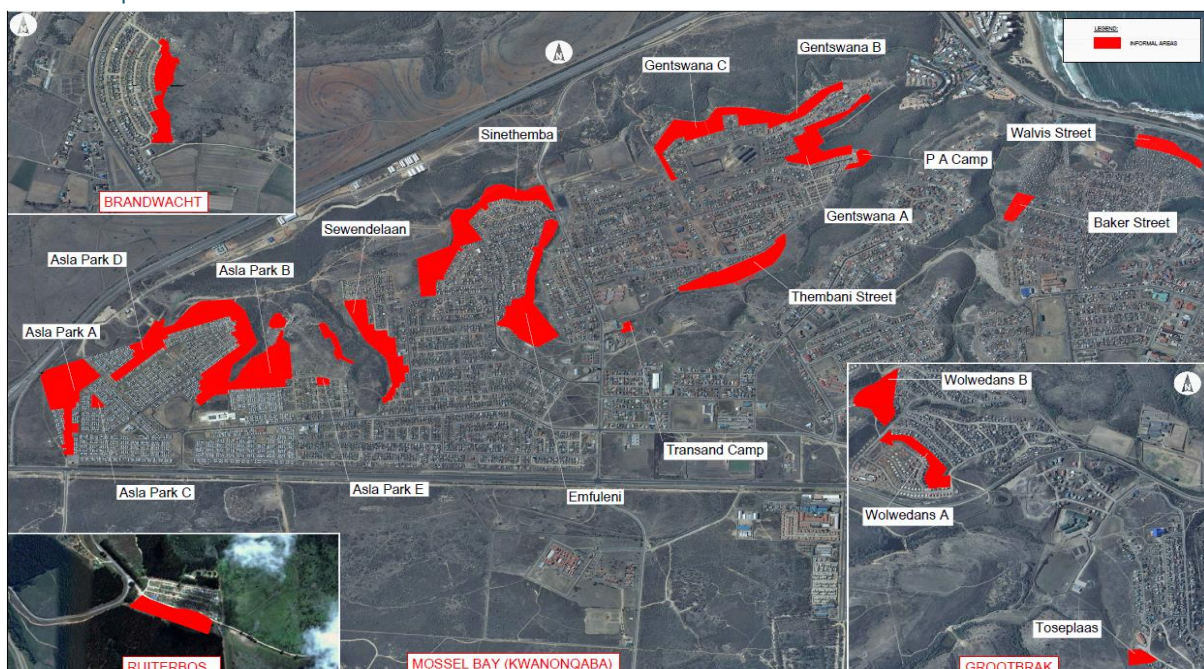 LEGEND:
INFORMAL AREAS
Gentswana B
Gentswana C
Walvis Street
Sinethemba
P A Camp
BRANDWACHT
Gentswana A
Baker Street
Sewendelaan
Asla Park D
Asla Park B
Thembani Street
Asla Park A
Wolwedans B
Transand Camp
Asla Park C
Asla Park E
Emfuleni
Wolwedans A
Toseplaas
RUITERBOS
MOSSEL BAY (KWANONQABA)
GROOTBRAK